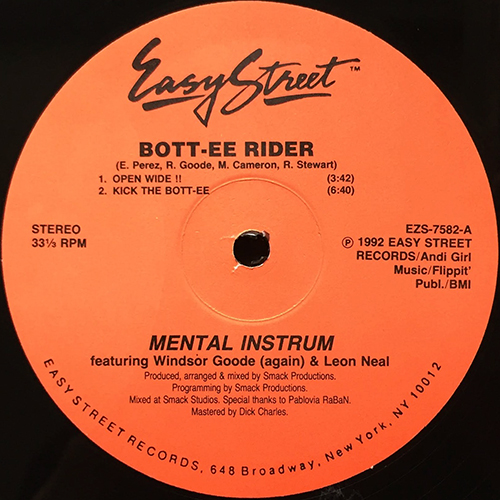 Easy Street ™
BOTT-EE RIDER
(E. Perez, R. Goode, M. Cameron, R. Stewart)
1. OPEN WIDE !! (3:42)
2. KICK THE BOTT-EE (6:40)
STEREO
33⅓ RPM
EZS-7582-A
℗ 1992 EASY STREET
RECORDS/Andi Girl
Music/Flippit'
Publ./BMI
MENTAL INSTRUM
featuring Windsor Goode (again) & Leon Neal
Produced, arranged & mixed by Smack Productions.
Programming by Smack Productions.
Mixed at Smack Studios. Special thanks to Pablovia RaBaN.
Mastered by Dick Charles.
EASY STREET RECORDS, 648 Broadway, New York, NY 10012